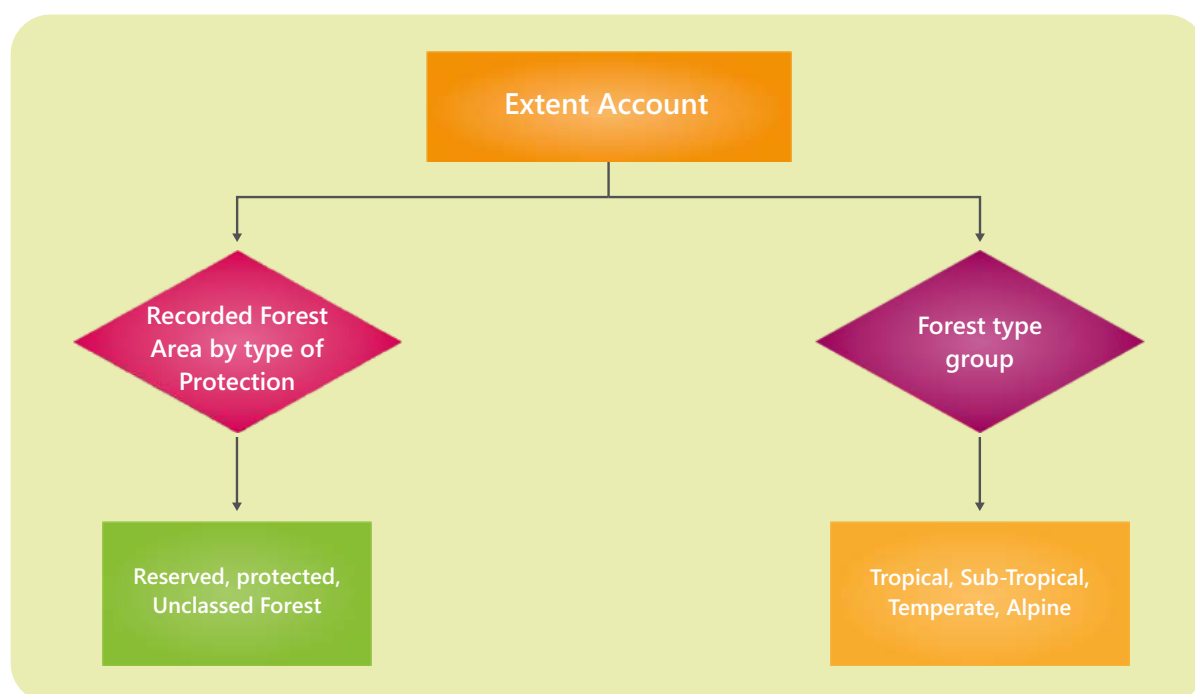 Extent Account
Recorded Forest
Area by type of
Protection
Forest type
group
Reserved, protected,
Unclassed Forest
Tropical, Sub-Tropical,
Temperate, Alpine